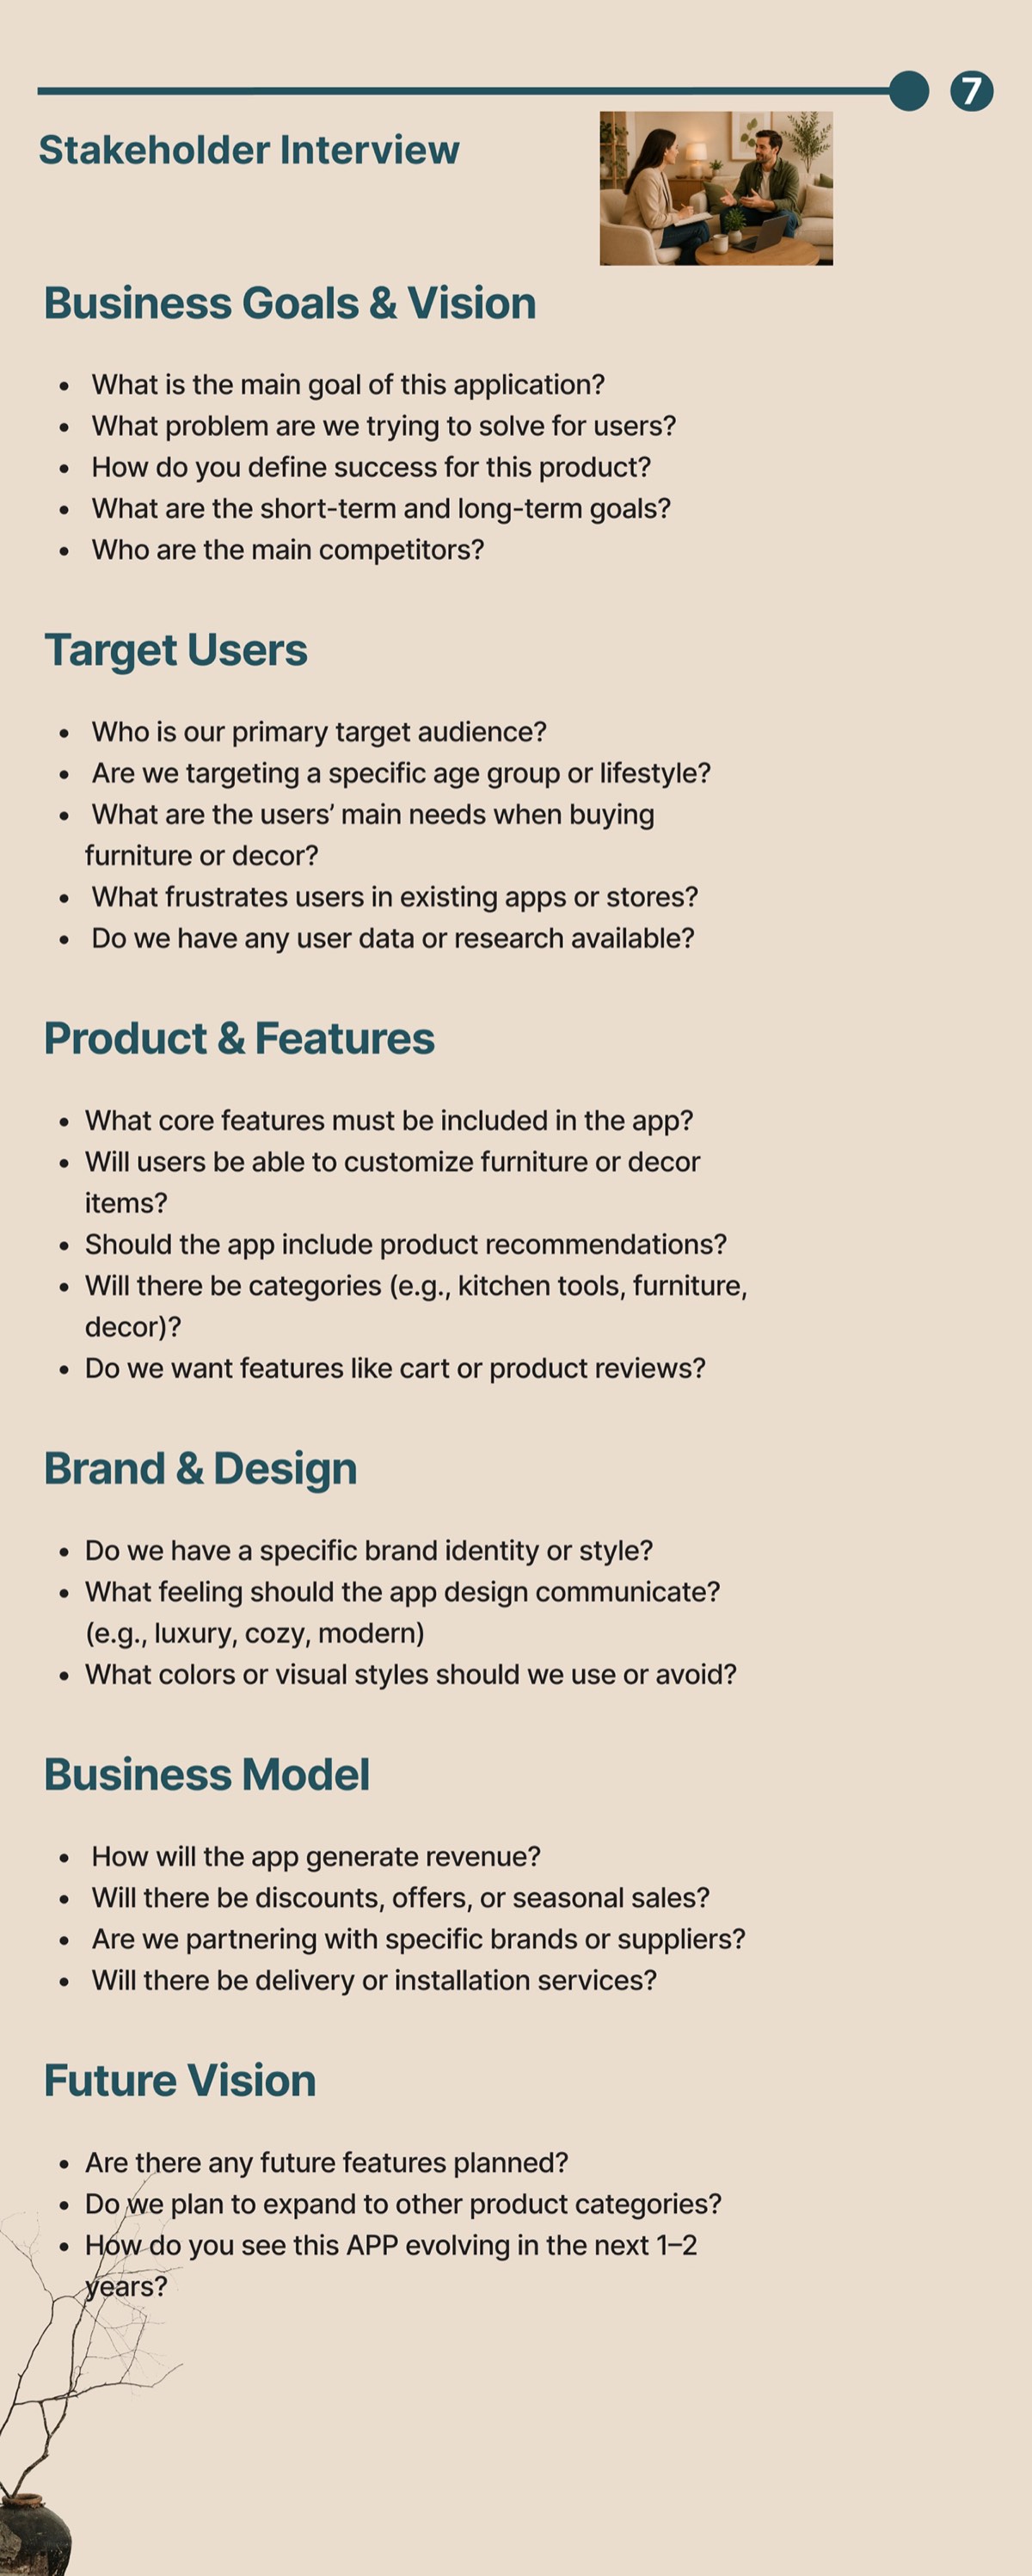 7
Stakeholder Interview
Business Goals & Vision
• What is the main goal of this application?
• What problem are we trying to solve for users?
• How do you define success for this product?
• What are the short-term and long-term goals?
• Who are the main competitors?
Target Users
• Who is our primary target audience?
• Are we targeting a specific age group or lifestyle?
• What are the users’ main needs when buying
furniture or decor?
• What frustrates users in existing apps or stores?
• Do we have any user data or research available?
Product & Features
• What core features must be included in the app?
• Will users be able to customize furniture or decor
items?
• Should the app include product recommendations?
• Will there be categories (e.g., kitchen tools, furniture,
decor)?
• Do we want features like cart or product reviews?
Brand & Design
• Do we have a specific brand identity or style?
• What feeling should the app design communicate?
(e.g., luxury, cozy, modern)
• What colors or visual styles should we use or avoid?
Business Model
• How will the app generate revenue?
• Will there be discounts, offers, or seasonal sales?
• Are we partnering with specific brands or suppliers?
• Will there be delivery or installation services?
Future Vision
• Are there any future features planned?
• Do we plan to expand to other product categories?
• How do you see this APP evolving in the next 1–2
years?